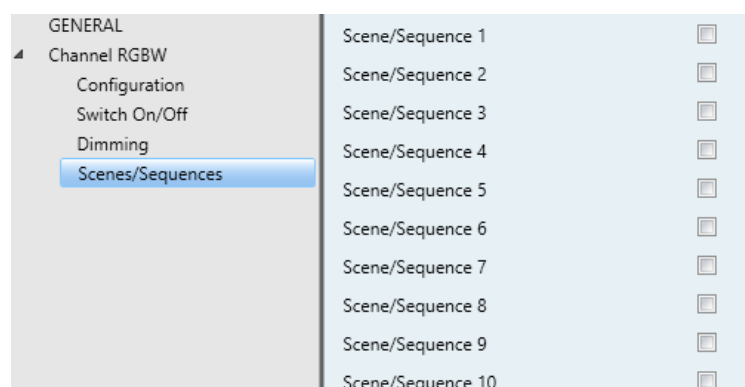 GENERAL
Channel RGBW
Configuration
Switch On/Off
Dimming
Scenes/Sequences
Scene/Sequence 1
Scene/Sequence 2
Scene/Sequence 3
Scene/Sequence 4
Scene/Sequence 5
Scene/Sequence 6
Scene/Sequence 7
Scene/Sequence 8
Scene/Sequence 9
Scene/Sequence 10